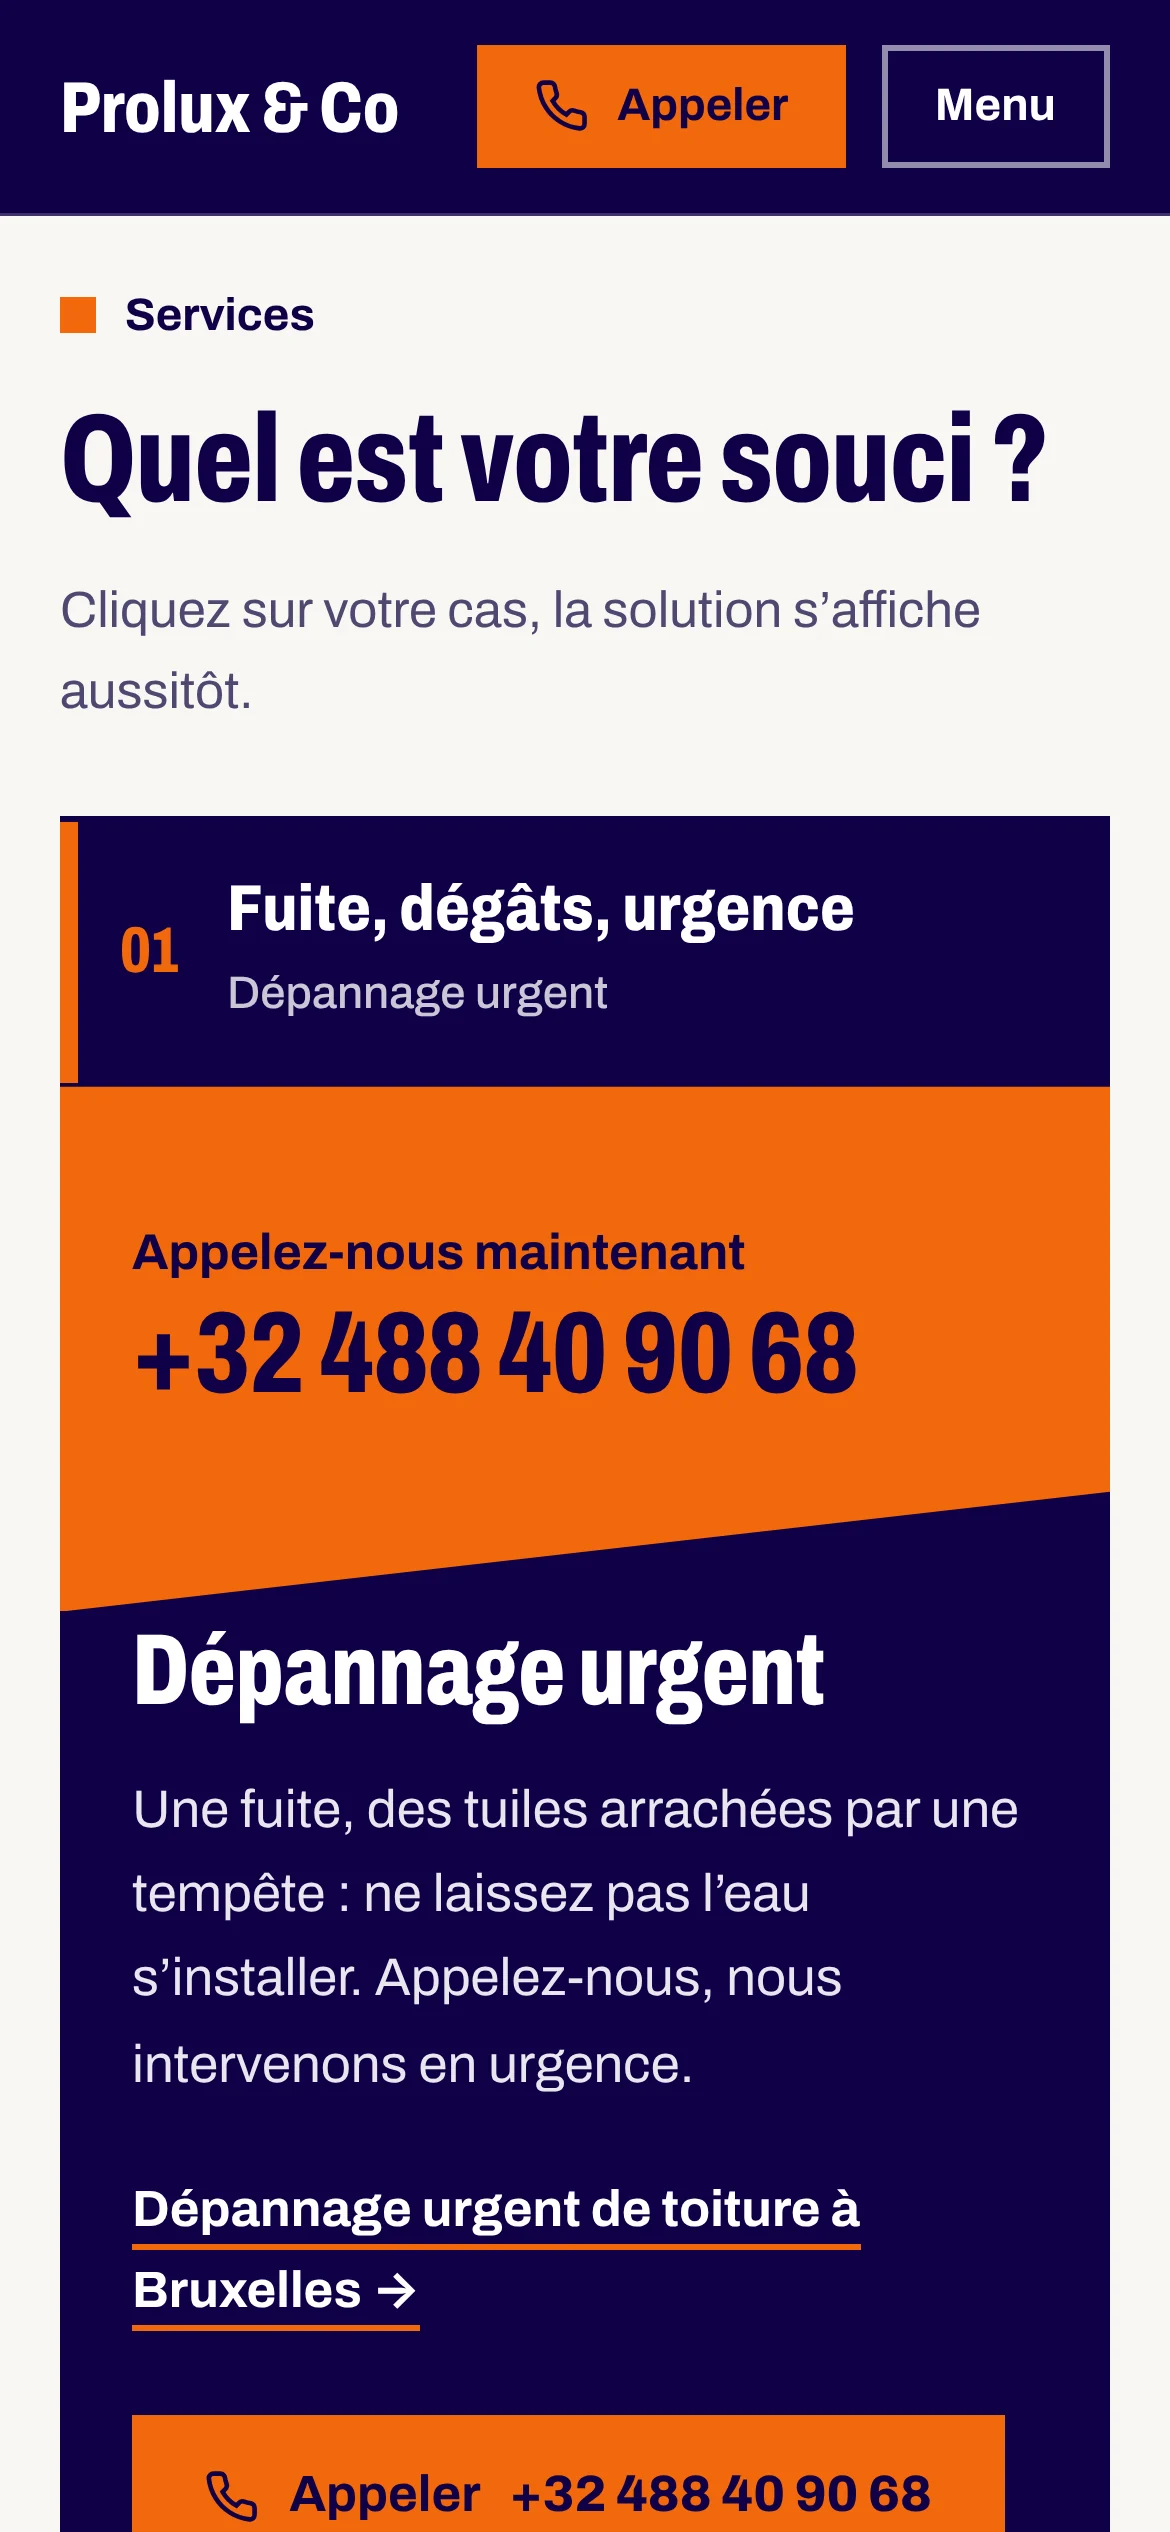 Prolux & Co
Appeler
Menu
Services
Quel est votre souci ?
Cliquez sur votre cas, la solution s’affiche
aussitôt.
01
Fuite, dégâts, urgence
Dépannage urgent
Appelez-nous maintenant
+32 488 40 90 68
Dépannage urgent
Une fuite, des tuiles arrachées par une
tempête : ne laissez pas l’eau
s’installer. Appelez-nous, nous
intervenons en urgence.
Dépannage urgent de toiture à
Bruxelles →
Appeler +32 488 40 90 68